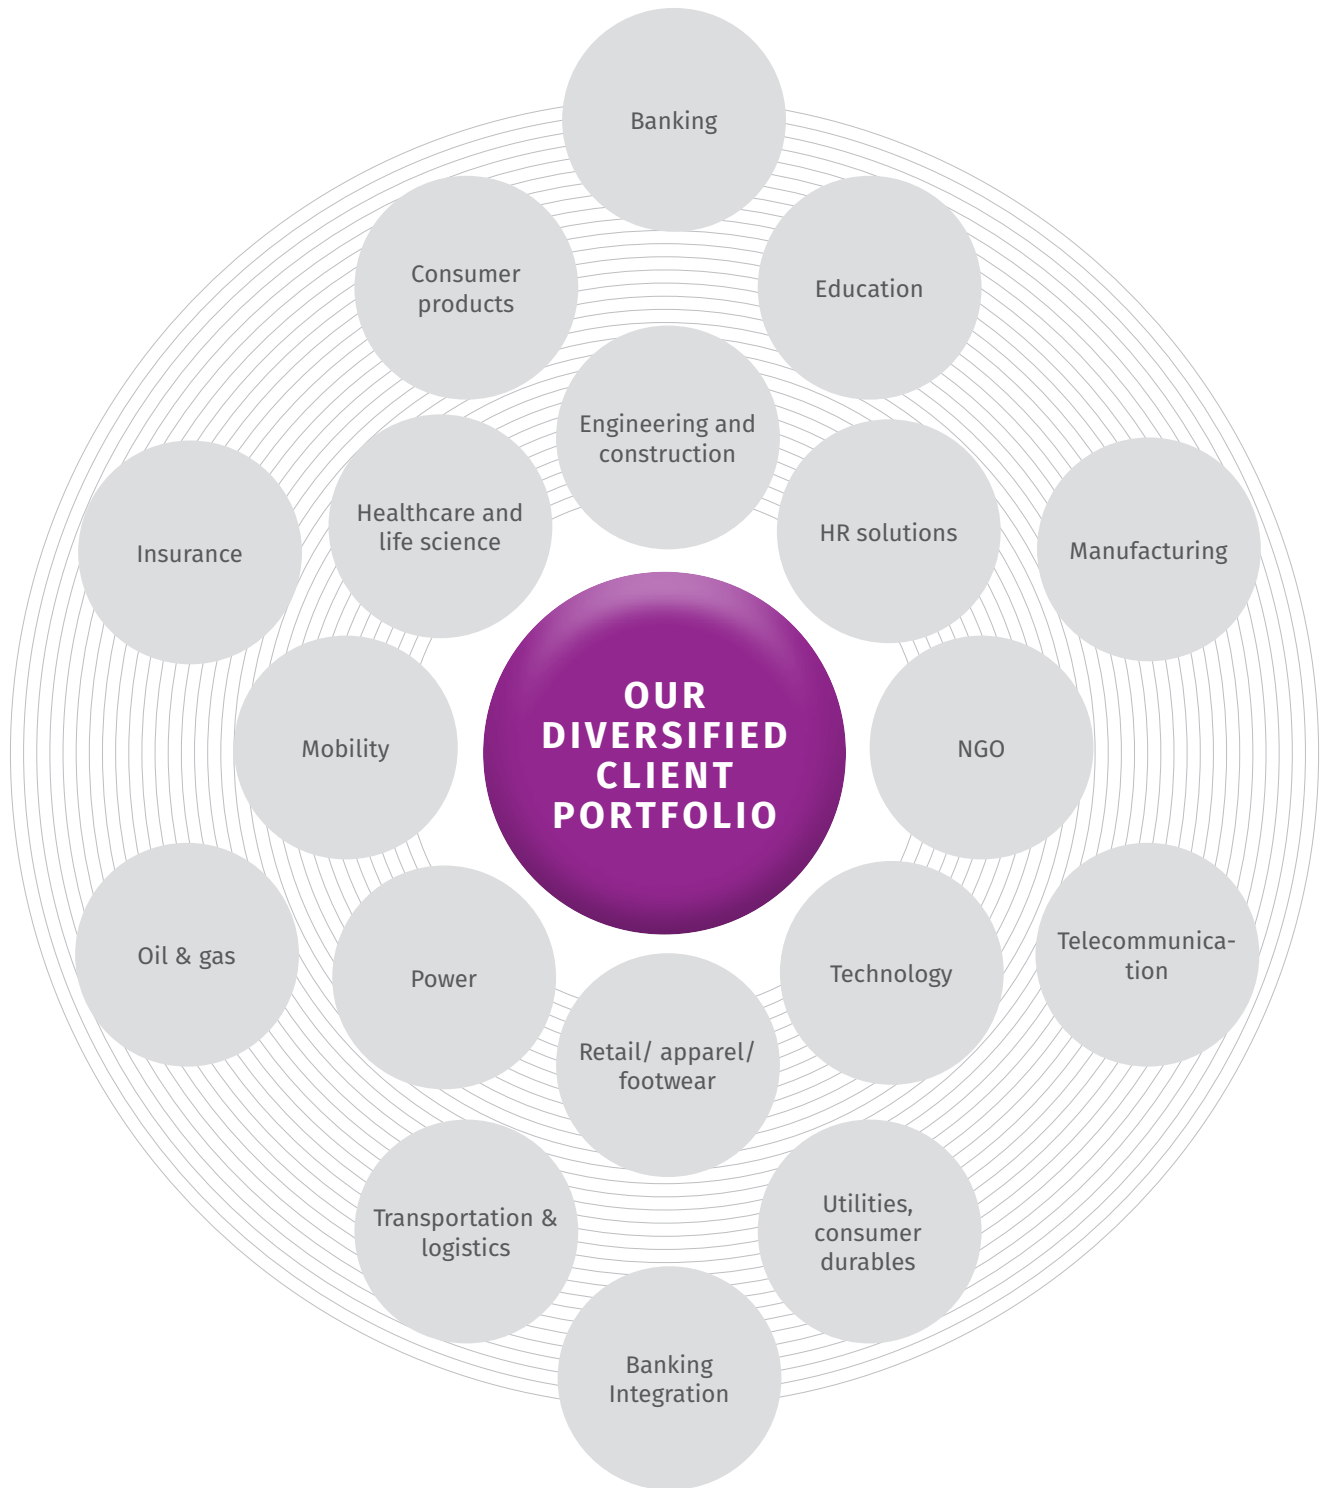 Banking
Consumer
products
Education
Engineering and
construction
Healthcare and
life science
HR solutions
Insurance
Manufacturing
OUR
DIVERSIFIED
CLIENT
PORTFOLIO
Mobility
NGO
Oil & gas
Power
Technology
Telecommunica-
tion
Retail/ apparel/
footwear
Transportation &
logistics
Utilities,
consumer
durables
Banking
Integration